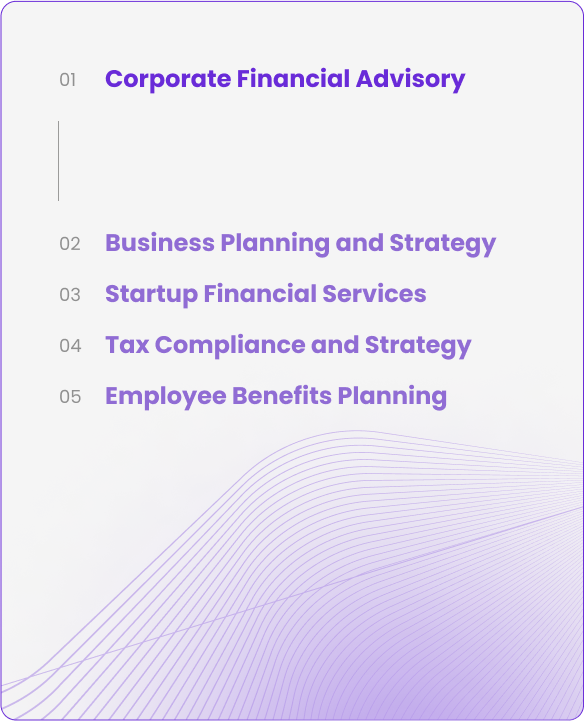 01 Corporate Financial Advisory
02 Business Planning and Strategy
03 Startup Financial Services
04 Tax Compliance and Strategy
05 Employee Benefits Planning